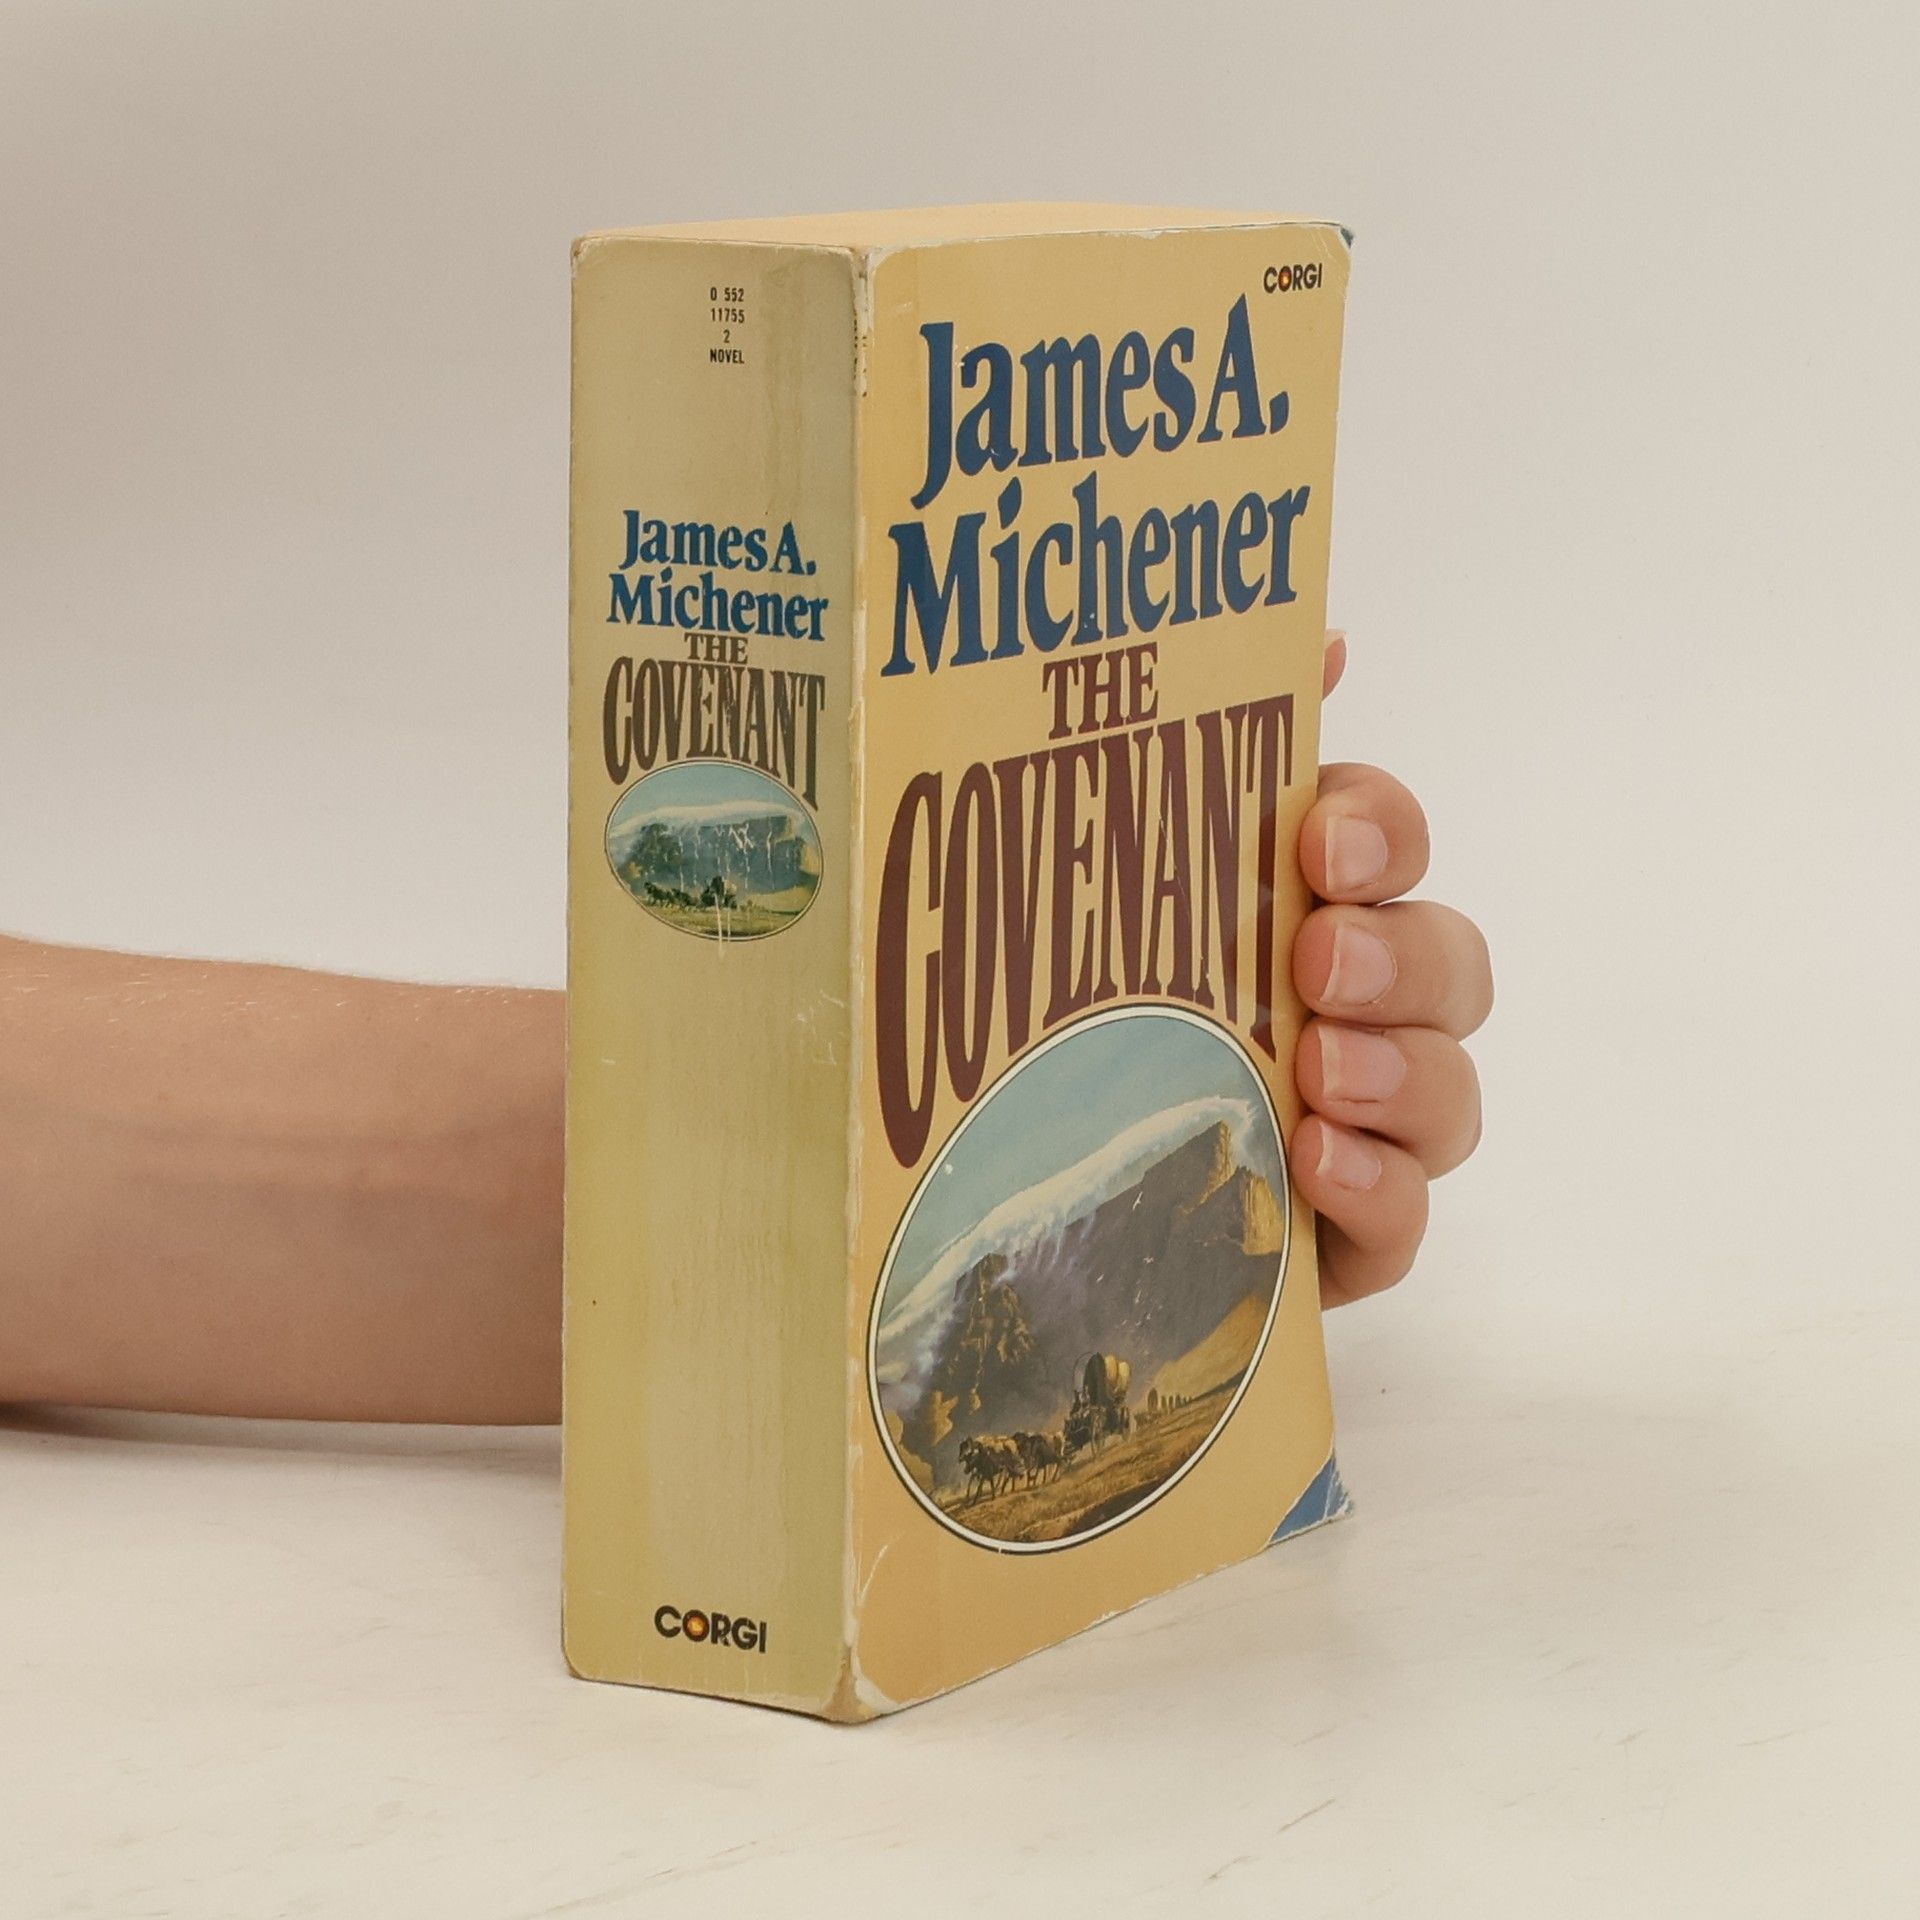 0 552
11755
2
NOVEL
James A.
Michener
THE
COVENANT
CORGI
CORGI
James A.
Michener
THE
COVENANT